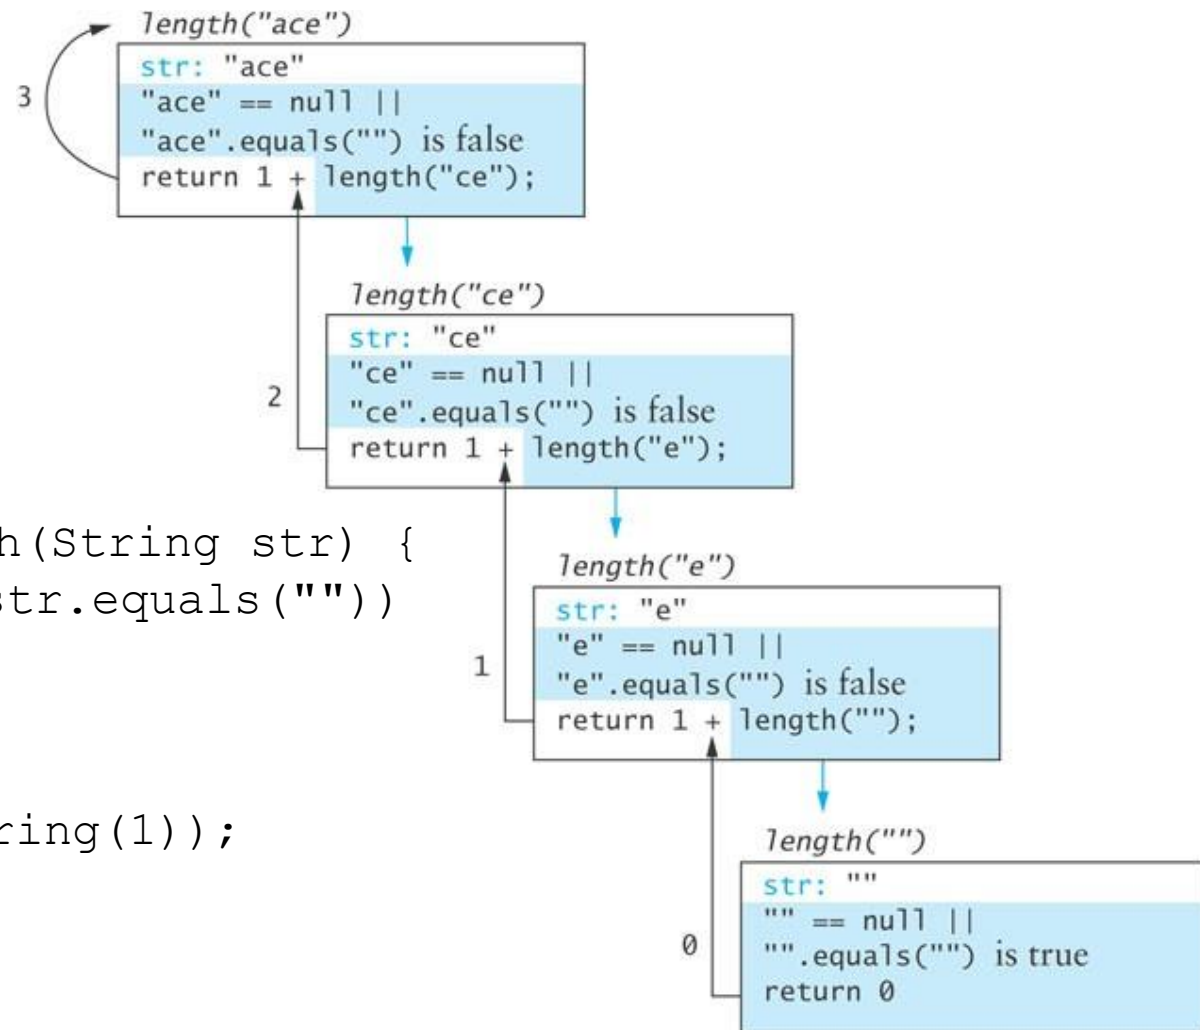 length("ace")
3
str: "ace"
"ace" == null ||
"ace".equals("") is false
return 1 + length("ce");
length("ce")
2
str: "ce"
"ce" == null ||
"ce".equals("") is false
return 1 + length("e");
h(String str) {
str.equals(""))
ring(1));
length("e")
1
str: "e"
"e" == null ||
"e".equals("") is false
return 1 + length("");
length("")
0
str: ""
"" == null ||
"".equals("") is true
return 0